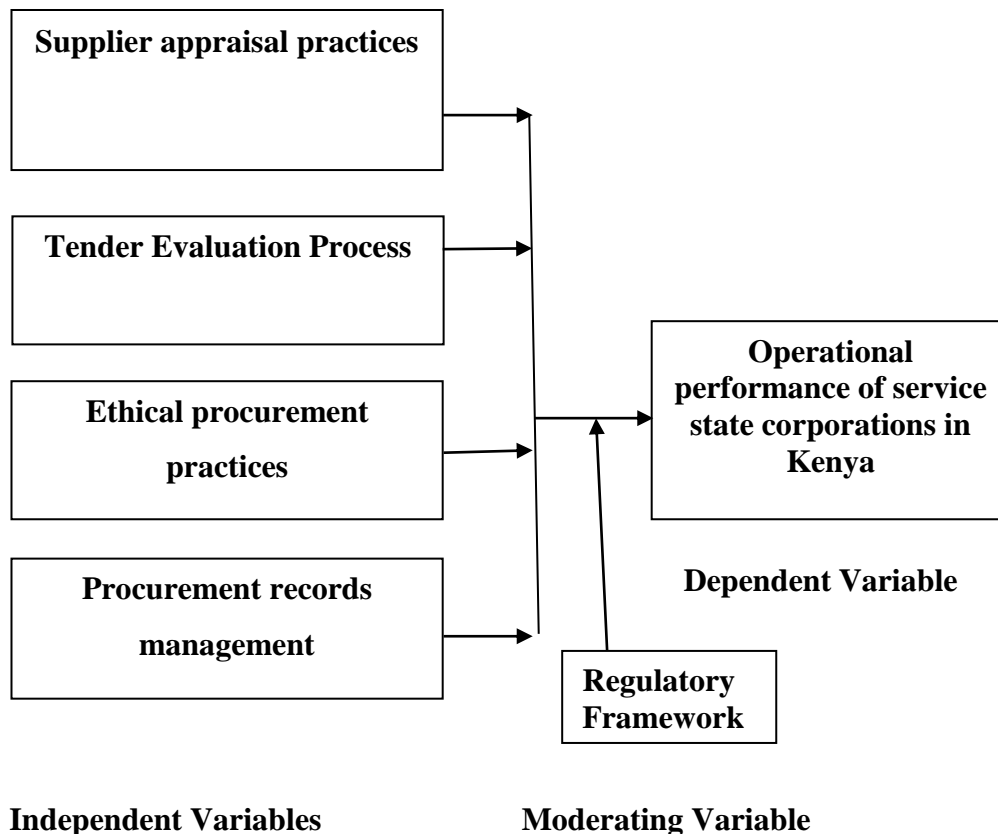 Supplier appraisal practices
Tender Evaluation Process
Ethical procurement
practices
Procurement records
management
Operational
performance of service
state corporations in
Kenya
Dependent Variable
Regulatory
Framework
Independent Variables
Moderating Variable